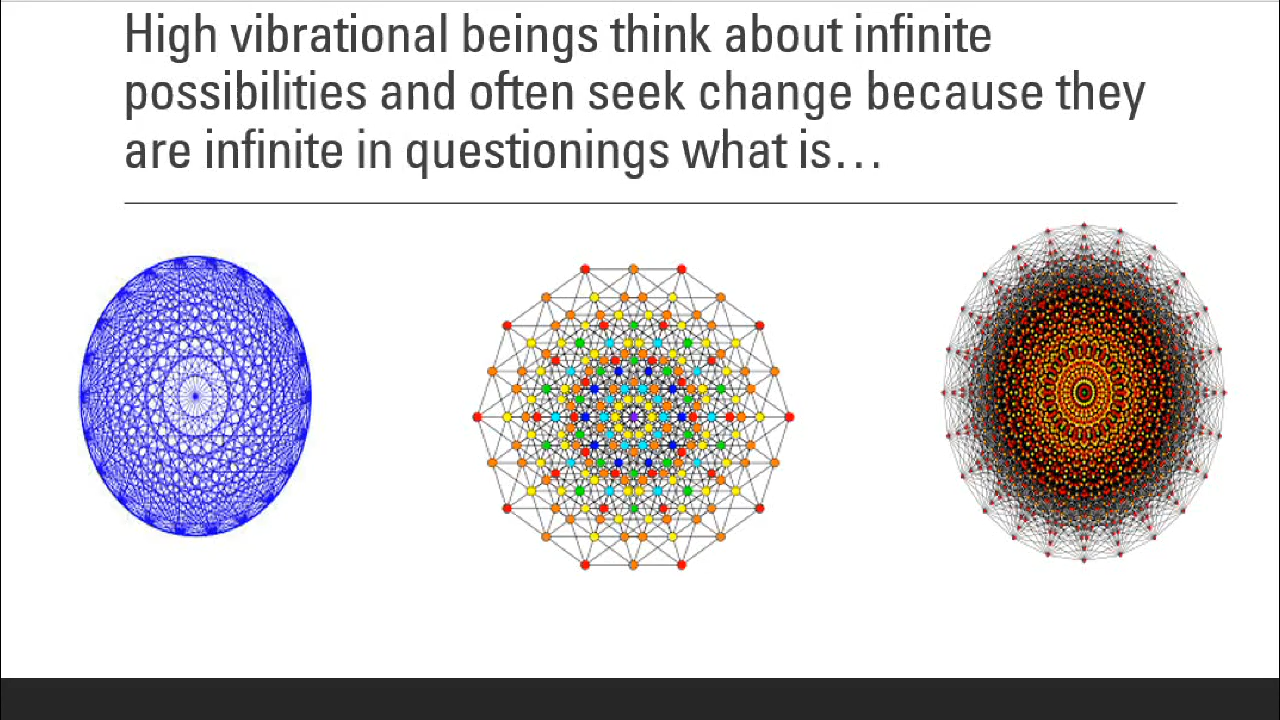 High vibrational beings think about infinite
possibilities and often seek change because they
are infinite in questionings what is…